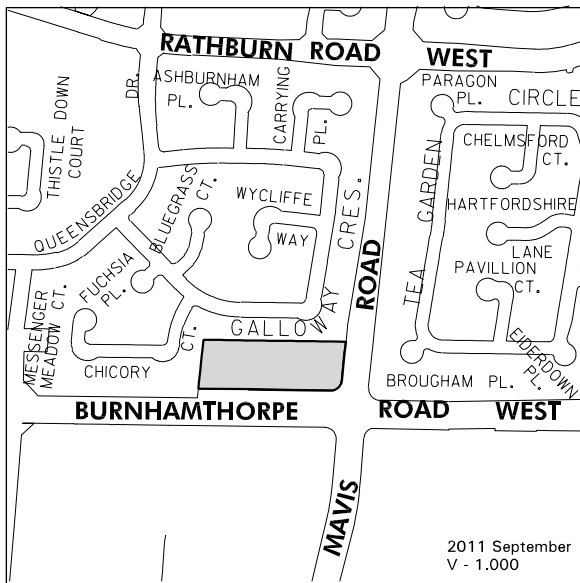 RATHBURN ROAD WEST
DR.
ASHBURNHAM
PL.
CARRYING
PL.
PARAGON
PL.
CIRCLE
THISTLE DOWN
COURT
CHELMSFORD
CT.
QUEENSBRIDGE
BLUEGRASS
CT.
WYCLIFFE
WAY
GALLOWAY CRES.
TEA GARDEN
HARTFORDSHIRE
LANE
PAVILLION
CT.
FUCHSIA
PL.
MESSENGER
MEADOW CT.
CHICORY
CT.
EIDERDOWN
PL.
BROUGHAM PL.
BURNHAMTHORPE ROAD WEST
MAVIS ROAD
2011 September
V - 1.000